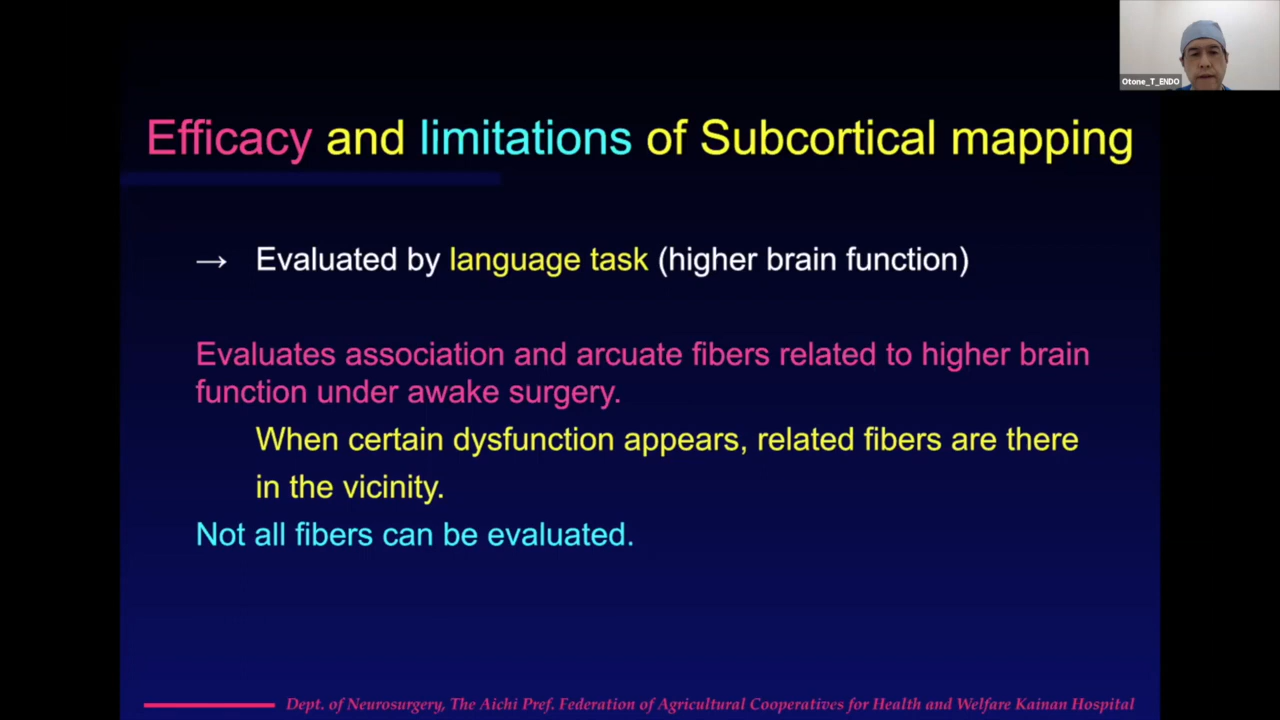 Otone_T_ENDO
Efficacy and limitations of Subcortical mapping
→ Evaluated by language task (higher brain function)
Evaluates association and arcuate fibers related to higher brain
function under awake surgery.
When certain dysfunction appears, related fibers are there
in the vicinity.
Not all fibers can be evaluated.
Dept. of Neurosurgery, The Aichi Pref. Federation of Agricultural Cooperatives for Health and Welfare Kainan Hospital